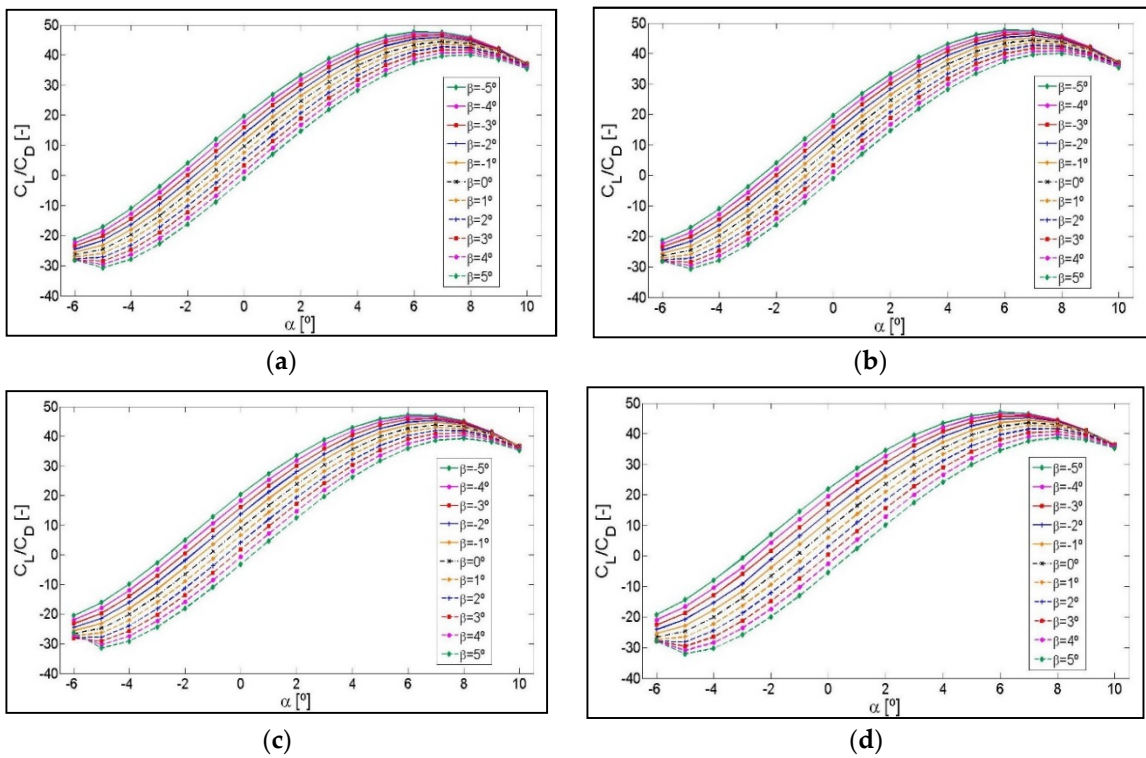 50
40
30
20
10
0
-10
-20
-30
-40
C_L/C_D [-]
-6 -4 -2 0 2 4 6 8 10
α [º]
β=-5º
β=-4º
β=-3º
β=-2º
β=-1º
β=0º
β=1º
β=2º
β=3º
β=4º
β=5º
(a)
50
40
30
20
10
0
-10
-20
-30
-40
C_L/C_D [-]
-6 -4 -2 0 2 4 6 8 10
α [º]
β=-5º
β=-4º
β=-3º
β=-2º
β=-1º
β=0º
β=1º
β=2º
β=3º
β=4º
β=5º
(b)
50
40
30
20
10
0
-10
-20
-30
-40
C_L/C_D [-]
-6 -4 -2 0 2 4 6 8 10
α [º]
β=-5º
β=-4º
β=-3º
β=-2º
β=-1º
β=0º
β=1º
β=2º
β=3º
β=4º
β=5º
(c)
50
40
30
20
10
0
-10
-20
-30
-40
C_L/C_D [-]
-6 -4 -2 0 2 4 6 8 10
α [º]
β=-5º
β=-4º
β=-3º
β=-2º
β=-1º
β=0º
β=1º
β=2º
β=3º
β=4º
β=5º
(d)